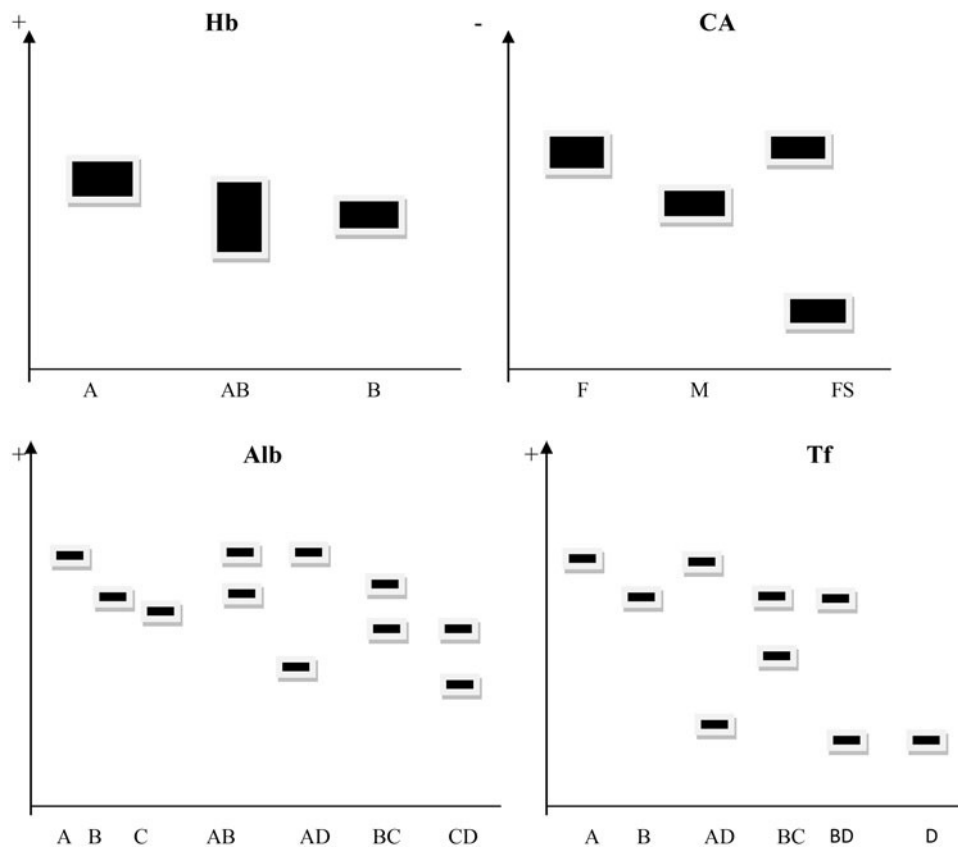 + Hb
- CA
A AB B
F M FS
+ Alb
+ Tf
A B C AB AD BC CD
A B AD BC BD D